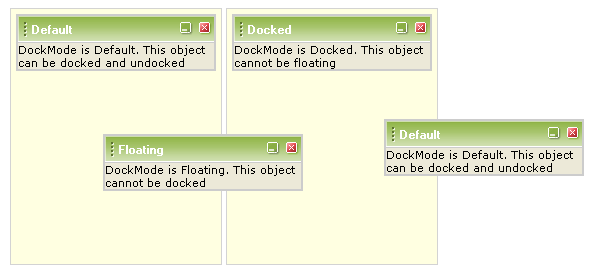 Default
DockMode is Default. This object
can be docked and undocked
Docked
DockMode is Docked. This object
cannot be floating
Floating
DockMode is Floating. This object
cannot be docked
Default
DockMode is Default. This object
can be docked and undocked